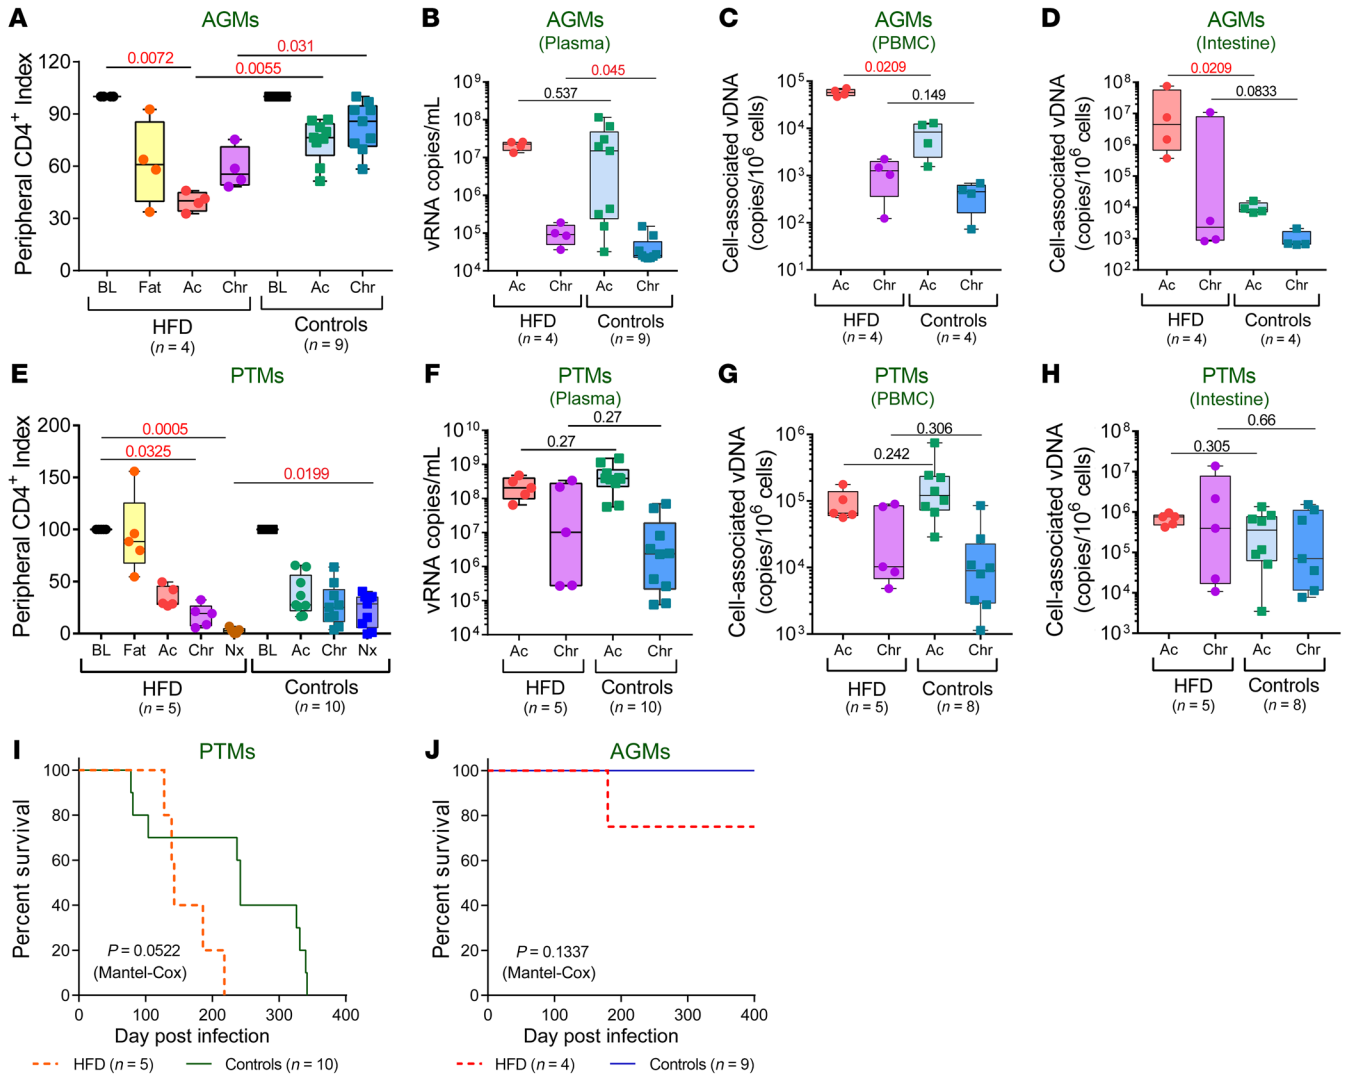 A
AGMs
Peripheral CD4+ Index
120
90
60
30
0
0.0072
0.0055
0.031
BL Fat Ac Chr BL Ac Chr
HFD Controls
(n = 4) (n = 9)
B
AGMs
(Plasma)
vRNA copies/mL
10^9
10^8
10^7
10^6
10^5
10^4
0.045
0.537
Ac Chr Ac Chr
HFD Controls
(n = 4) (n = 9)
C
AGMs
(PBMC)
Cell-associated vDNA
(copies/10^6 cells)
10^5
10^4
10^3
10^2
10^1
0.0209
0.149
Ac Chr Ac Chr
HFD Controls
(n = 4) (n = 4)
D
AGMs
(Intestine)
Cell-associated vDNA
(copies/10^6 cells)
10^8
10^7
10^6
10^5
10^4
10^3
10^2
0.0209
0.0833
Ac Chr Ac Chr
HFD Controls
(n = 4) (n = 4)
E
PTMs
Peripheral CD4+ Index
200
150
100
50
0
0.0005
0.0325
0.0199
BL Fat Ac Chr Nx BL Ac Chr Nx
HFD Controls
(n = 5) (n = 10)
F
PTMs
(Plasma)
vRNA copies/mL
10^10
10^9
10^8
10^7
10^6
10^5
10^4
0.27
0.27
Ac Chr Ac Chr
HFD Controls
(n = 5) (n = 10)
G
PTMs
(PBMC)
Cell-associated vDNA
(copies/10^6 cells)
10^6
10^5
10^4
10^3
0.306
0.242
Ac Chr Ac Chr
HFD Controls
(n = 5) (n = 8)
H
PTMs
(Intestine)
Cell-associated vDNA
(copies/10^6 cells)
10^8
10^7
10^6
10^5
10^4
10^3
0.66
0.305
Ac Chr Ac Chr
HFD Controls
(n = 5) (n = 8)
I
PTMs
Percent survival
100
80
60
40
20
0
P = 0.0522
(Mantel-Cox)
0 100 200 300 400
Day post infection
HFD (n = 5) Controls (n = 10)
J
AGMs
Percent survival
100
80
60
40
20
0
P = 0.1337
(Mantel-Cox)
0 100 200 300 400
Day post infection
HFD (n = 4) Controls (n = 9)